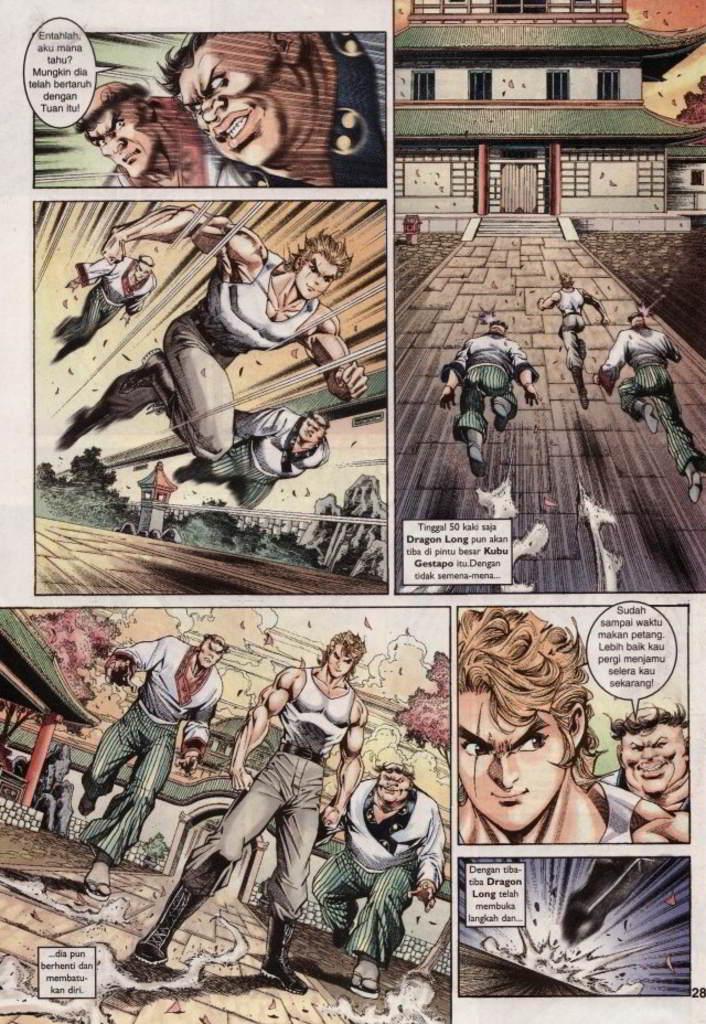 Entahlah,
aku mana
tahu?
Mungkin dia
telah bertaruh
dengan
Tuan itu!
Tinggal 50 kaki saja
Dragon Long pun akan
tiba di pintu besar Kubu
Gestapo itu.Dengan
tidak semena-mena...
...dia pun
berhenti dan
membatu-
kan diri.
Sudah
sampai waktu
makan petang.
Lebih baik kau
pergi menjamu
selera kau
sekarang!
Dengan tiba-
tiba Dragon
Long telah
membuka
langkah dan...
28